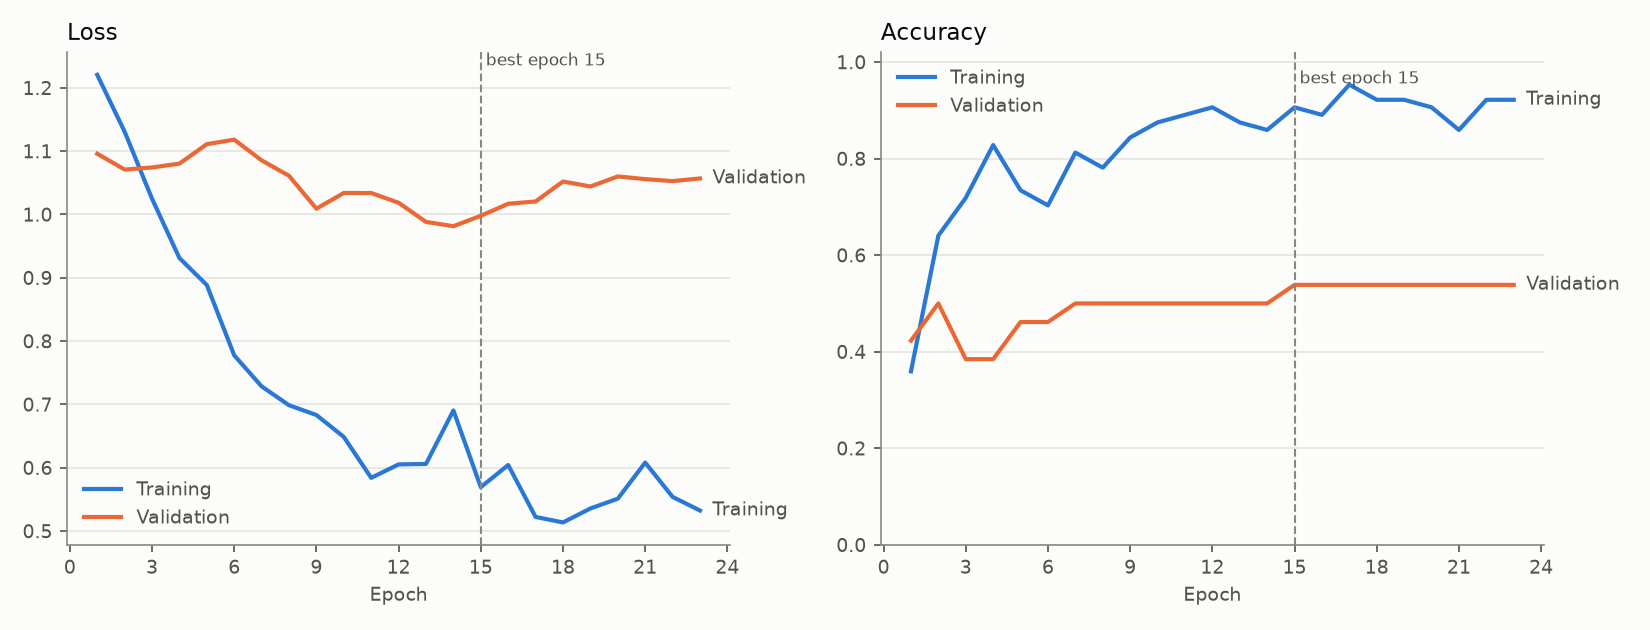 Loss
best epoch 15
1.2
1.1
1.0
0.9
0.8
0.7
0.6
0.5
Validation
Training
Training
Validation
0 3 6 9 12 15 18 21 24
Epoch
Accuracy
best epoch 15
1.0
0.8
0.6
0.4
0.2
0.0
Training
Validation
Training
Validation
0 3 6 9 12 15 18 21 24
Epoch